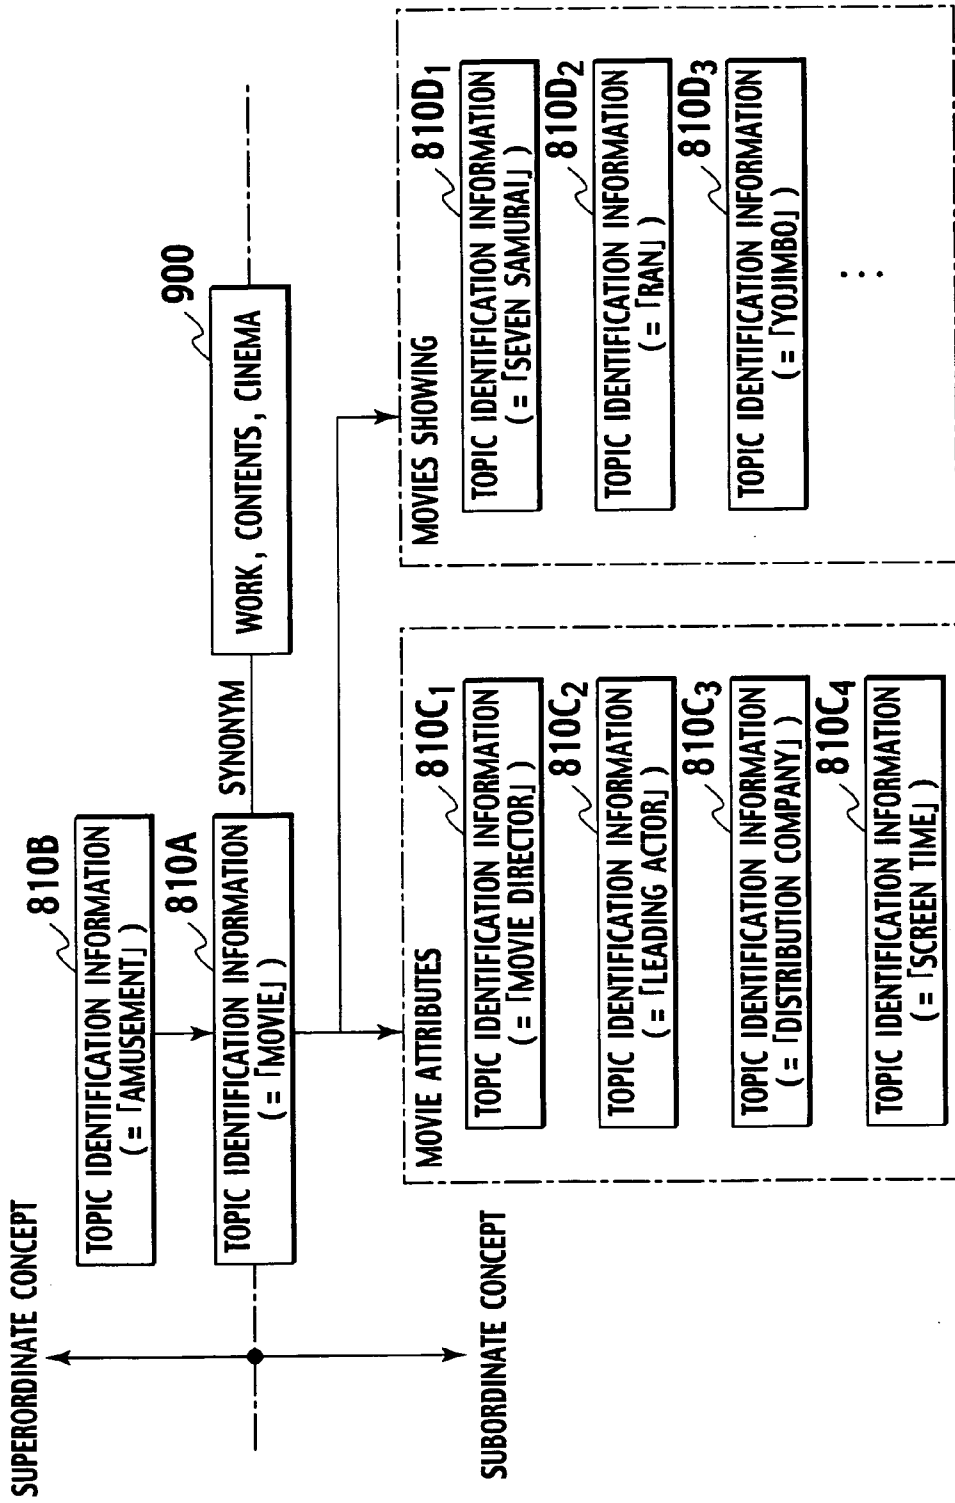 SUPERORDINATE CONCEPT
SUBORDINATE CONCEPT
810B
TOPIC IDENTIFICATION INFORMATION
(=「AMUSEMENT」)
810A
TOPIC IDENTIFICATION INFORMATION
(=「MOVIE」)
SYNONYM
900
WORK, CONTENTS, CINEMA
MOVIE ATTRIBUTES
810C1
TOPIC IDENTIFICATION INFORMATION
(=「MOVIE DIRECTOR」)
810C2
TOPIC IDENTIFICATION INFORMATION
(=「LEADING ACTOR」)
810C3
TOPIC IDENTIFICATION INFORMATION
(=「DISTRIBUTION COMPANY」)
810C4
TOPIC IDENTIFICATION INFORMATION
(=「SCREEN TIME」)
MOVIES SHOWING
810D1
TOPIC IDENTIFICATION INFORMATION
(=「SEVEN SAMURAI」)
810D2
TOPIC IDENTIFICATION INFORMATION
(=「RAN」)
810D3
TOPIC IDENTIFICATION INFORMATION
(=「YOJIMBO」)
⋮